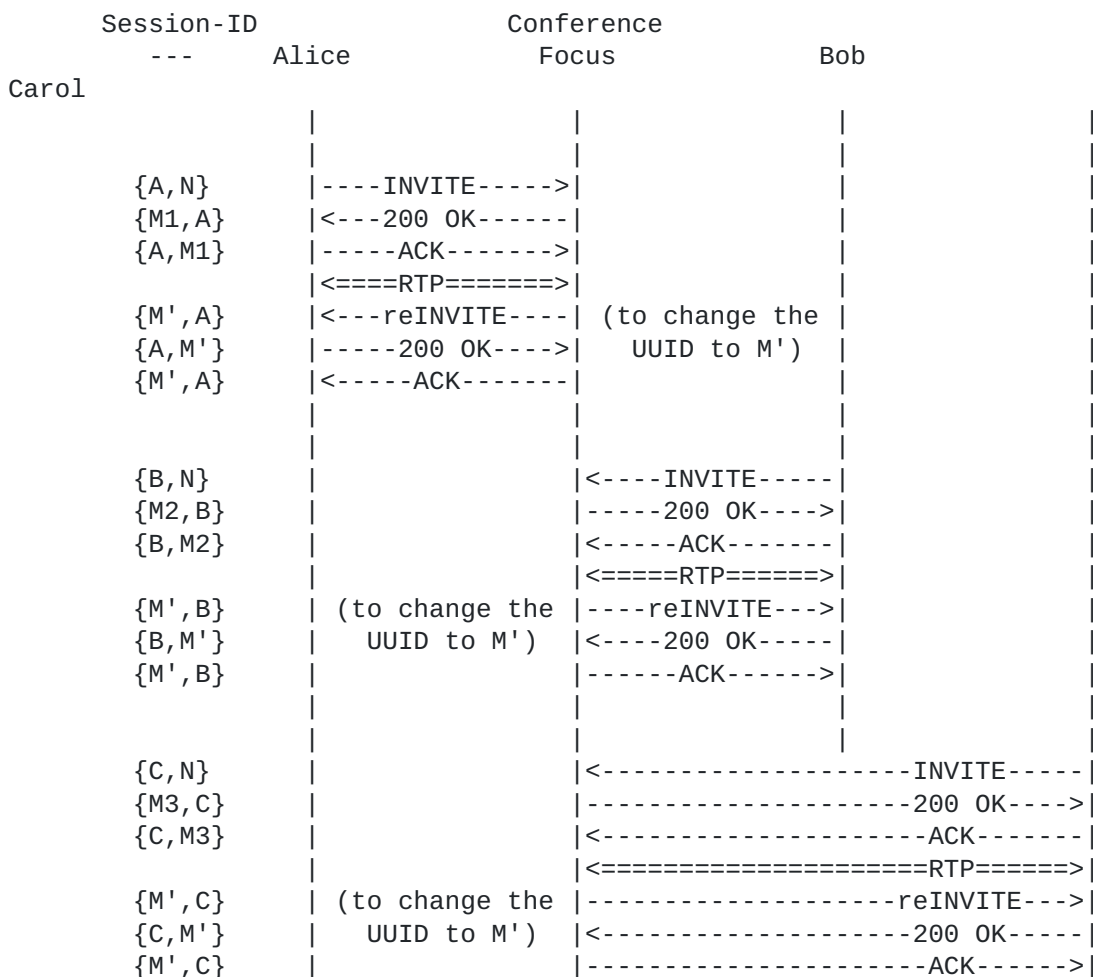 Session-ID                Conference
---     Alice            Focus             Bob
Carol
|                |                |                |
|                |                |                |
{A,N}       |----INVITE----->|                |                |
{M1,A}      |<---200 OK------|                |                |
{A,M1}      |-----ACK------->|                |                |
|<====RTP=======>|                |                |
{M',A}      |<---reINVITE----| (to change the |                |
{A,M'}      |-----200 OK---->|   UUID to M')  |                |
{M',A}      |<-----ACK-------|                |                |
|                |                |                |
|                |                |                |
{B,N}       |                |<----INVITE-----|                |
{M2,B}      |                |-----200 OK---->|                |
{B,M2}      |                |<-----ACK-------|                |
|                |<=====RTP======>|                |
{M',B}      | (to change the |----reINVITE--->|                |
{B,M'}      |   UUID to M')  |<----200 OK-----|                |
{M',B}      |                |------ACK------>|                |
|                |                |                |
|                |                |                |
{C,N}       |                |<--------------------INVITE-----|
{M3,C}      |                |---------------------200 OK---->|
{C,M3}      |                |<---------------------ACK-------|
|                |<=====================RTP======>|
{M',C}      | (to change the |--------------------reINVITE--->|
{C,M'}      |   UUID to M')  |<--------------------200 OK-----|
{M',C}      |                |----------------------ACK------>|